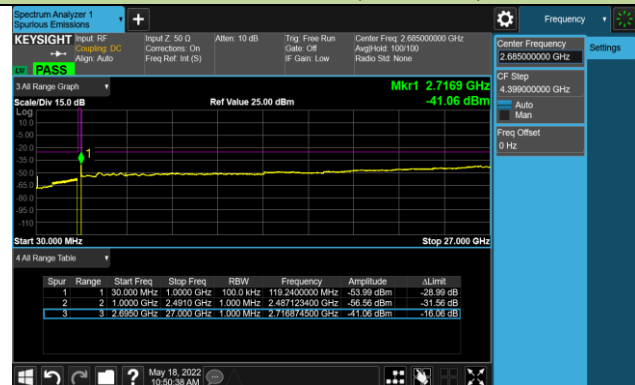 Spectrum Analyzer 1
Spurious Emissions
+
Frequency
KEYSIGHT
Input: RF
Coupling: DC
Align: Auto
Input Z: 50 Ω
Corrections: On
Freq Ref: Int (S)
Atten: 10 dB
Trig: Free Run
Gate: Off
IF Gain: Low
Center Freq: 2.685000000 GHz
Avg|Hold: 100/100
Radio Std: None
PASS
Center Frequency
2.685000000 GHz
Settings
CF Step
4.399000000 GHz
Auto
Man
Freq Offset
0 Hz
3 All Range Graph
Mkr1 2.7169 GHz
-41.06 dBm
Scale/Div 15.0 dB
Ref Value 25.00 dBm
Log
10.0
-5.00
-20.0
-35.0
-50.0
-65.0
-80.0
-95.0
-110
1
Start 30.000 MHz
Stop 27.000 GHz
4 All Range Table
Spur Range Start Freq Stop Freq RBW Frequency Amplitude ΔLimit
1 1 30.000 MHz 1.0000 GHz 100.0 kHz 119.2400000 MHz -53.99 dBm -28.99 dB
2 2 1.0000 GHz 2.4910 GHz 1.000 MHz 2.487123400 GHz -56.56 dBm -31.56 dB
3 3 2.6950 GHz 27.000 GHz 1.000 MHz 2.716874500 GHz -41.06 dBm -16.06 dB
?
May 18, 2022
10:50:38 AM